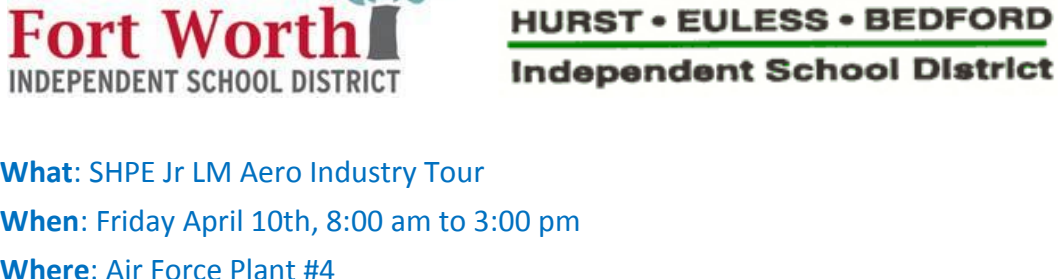 Fort Worth
INDEPENDENT SCHOOL DISTRICT
HURST • EULESS • BEDFORD
Independent School District
What: SHPE Jr LM Aero Industry Tour
When: Friday April 10th, 8:00 am to 3:00 pm
Where: Air Force Plant #4